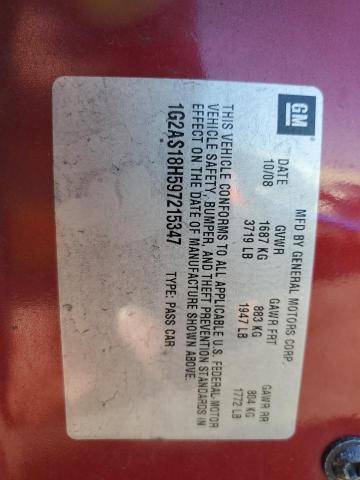 GM
MFD BY GENERAL MOTORS CORP
DATE GVWR GAWR FRT GAWR RR
10/08 1687 KG 883 KG 804 KG
3719 LB 1947 LB 1772 LB
THIS VEHICLE CONFORMS TO ALL APPLICABLE U.S. FEDERAL MOTOR
VEHICLE SAFETY, BUMPER, AND THEFT PREVENTION STANDARDS IN
EFFECT ON THE DATE OF MANUFACTURE SHOWN ABOVE.
1G2AS18H597215347 TYPE: PASS CAR